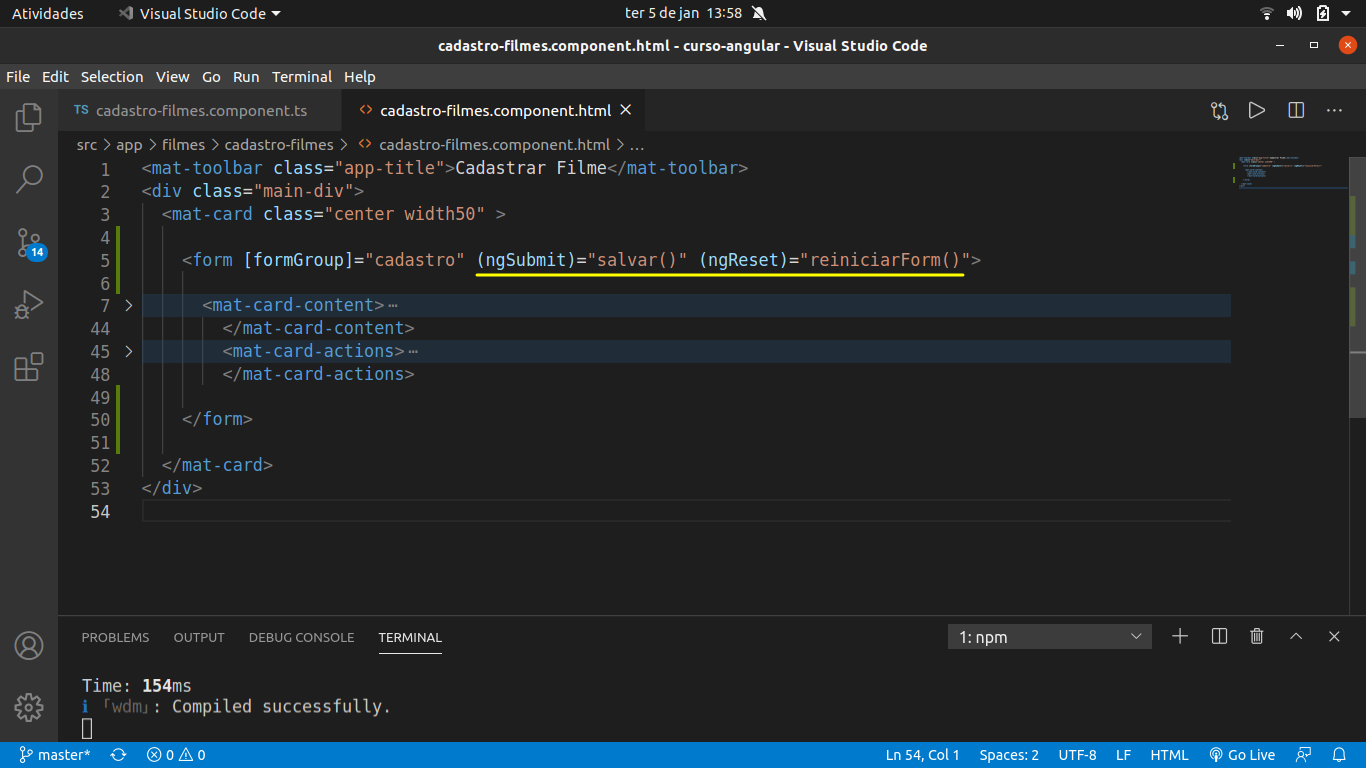 Atividades Visual Studio Code ter 5 de jan 13:58
cadastro-filmes.component.html - curso-angular - Visual Studio Code
File Edit Selection View Go Run Terminal Help
TS cadastro-filmes.component.ts <> cadastro-filmes.component.html
src > app > filmes > cadastro-filmes > <> cadastro-filmes.component.html > ...
1 <mat-toolbar class="app-title">Cadastrar Filme</mat-toolbar>
2 <div class="main-div">
3 <mat-card class="center width50" >
4
5 <form [formGroup]="cadastro" (ngSubmit)="salvar()" (ngReset)="reiniciarForm()">
6
7 <mat-card-content>⋯
44 </mat-card-content>
45 <mat-card-actions>⋯
48 </mat-card-actions>
49
50 </form>
51
52 </mat-card>
53 </div>
54
14
PROBLEMS OUTPUT DEBUG CONSOLE TERMINAL 1: npm
Time: 154ms
ℹ 「wdm」: Compiled successfully.
master* 0 0 Ln 54, Col 1 Spaces: 2 UTF-8 LF HTML Go Live